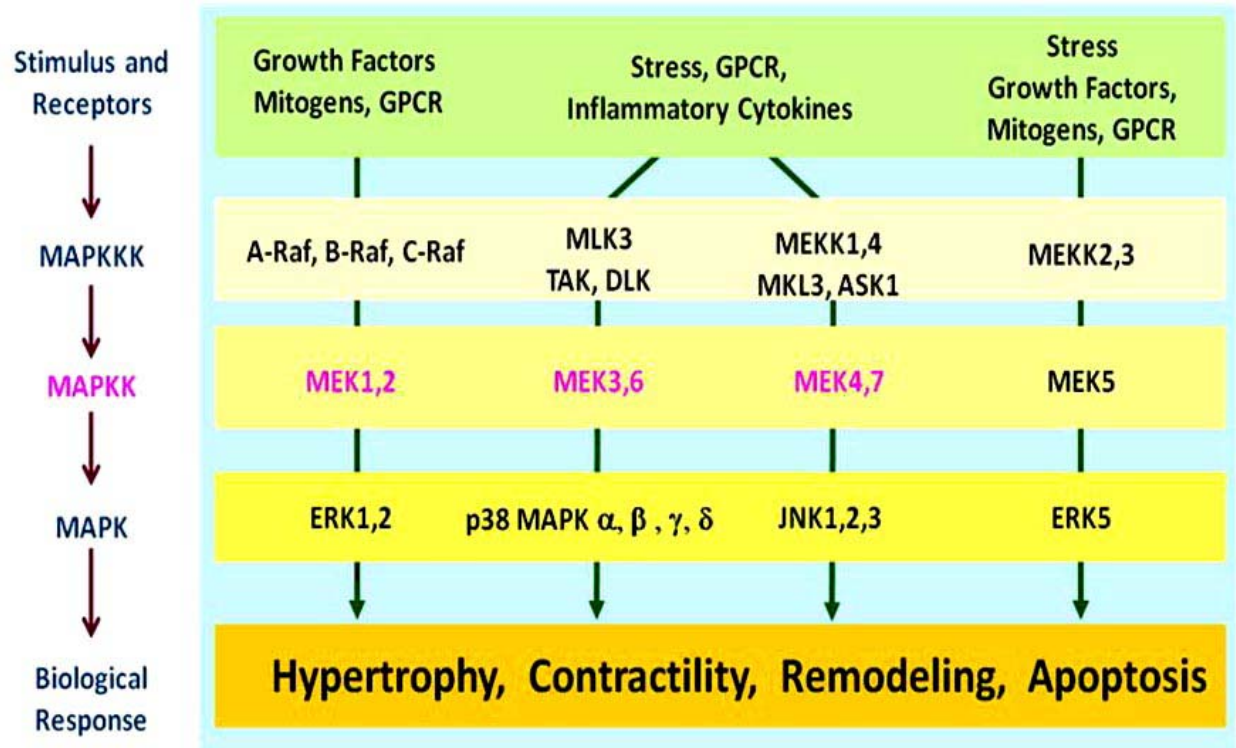 Stimulus and
Receptors
Growth Factors
Mitogens, GPCR
Stress, GPCR,
Inflammatory Cytokines
Stress
Growth Factors,
Mitogens, GPCR
MAPKKK
A-Raf, B-Raf, C-Raf
MLK3
TAK, DLK
MEKK1,4
MKL3, ASK1
MEKK2,3
MAPKK
MEK1,2
MEK3,6
MEK4,7
MEK5
MAPK
ERK1,2
p38 MAPK α, β , γ, δ
JNK1,2,3
ERK5
Biological
Response
Hypertrophy, Contractility, Remodeling, Apoptosis